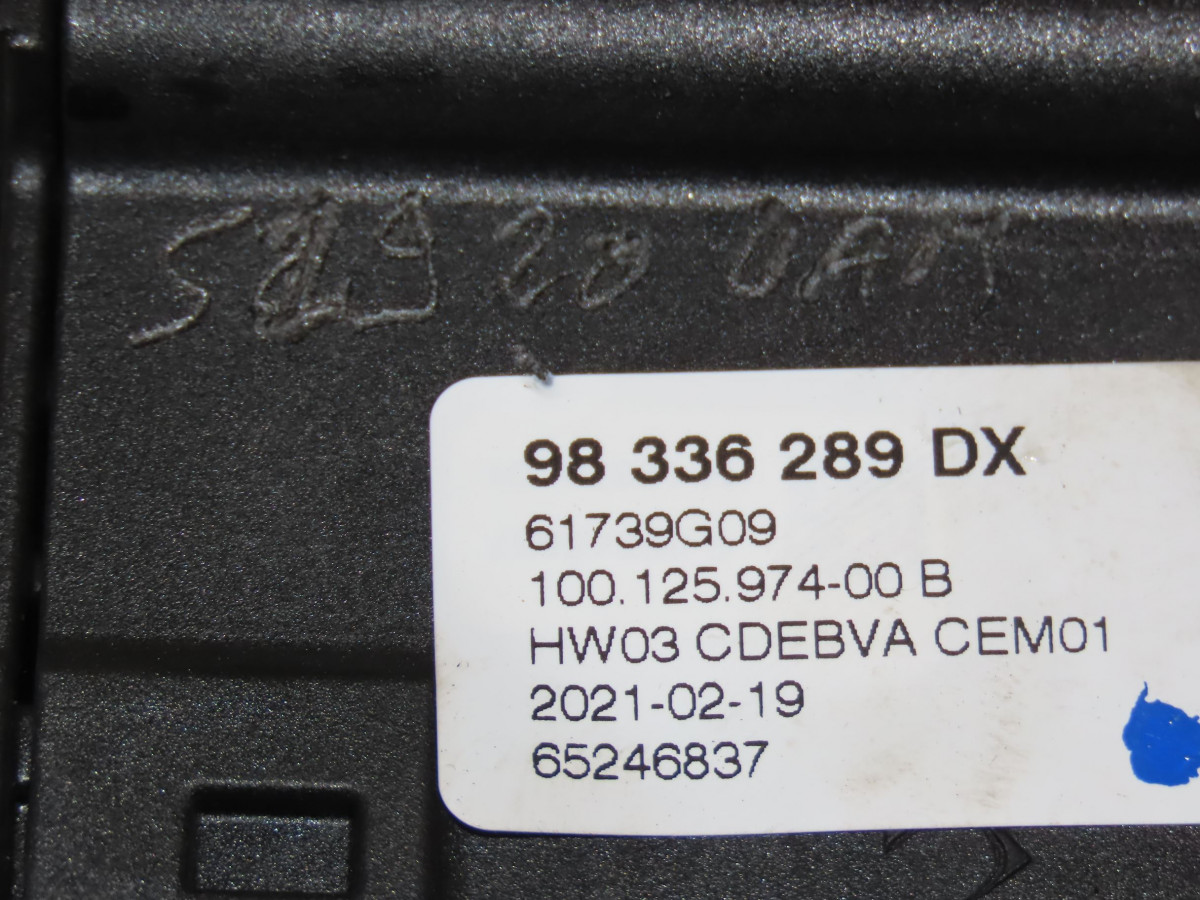 98 336 289 DX
61739G09
100.125.974-00 B
HW03 CDEBVA CEM01
2021-02-19
65246837